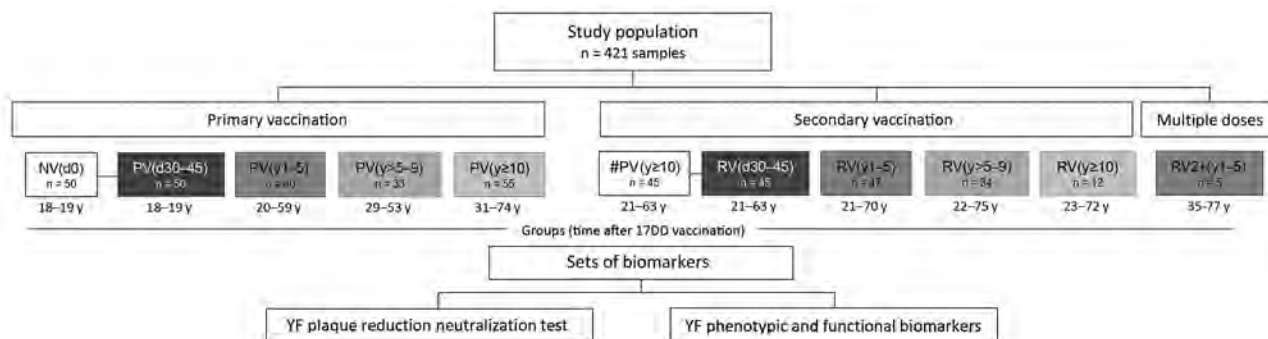 Study population
n = 421 samples
Primary vaccination
Secondary vaccination
Multiple doses
NV(d0)
n = 50
PV(d30–45)
n = 50
PV(y1–5)
n =
PV(y>5–9)
n =
PV(y≥10)
n = 55
#PV(y≥10)
n = 45
RV(d30–45)
n = 45
RV(y1–5)
n = 47
RV(y>5–9)
n =
RV(y≥10)
n = 12
RV2+(y1–5)
n = 5
18–19 y
18–19 y
20–59 y
29–53 y
31–74 y
21–63 y
21–63 y
21–70 y
22–75 y
23–72 y
35–77 y
Groups (time after 17DD vaccination)
Sets of biomarkers
YF plaque reduction neutralization test
YF phenotypic and functional biomarkers